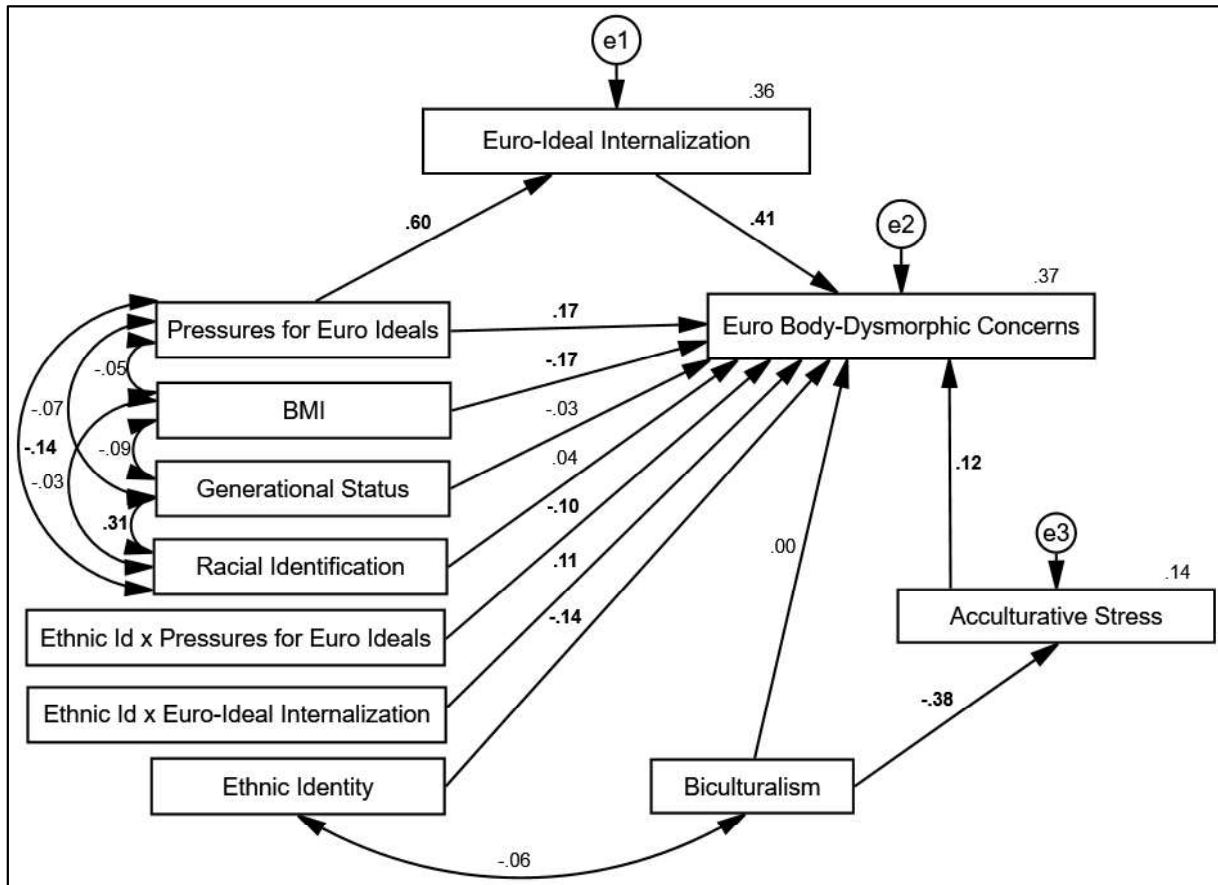 e1
.36
Euro-Ideal Internalization
.60
.41
e2
.37
Pressures for Euro Ideals
.17
Euro Body-Dysmorphic Concerns
-.05
-.17
-.07
BMI
-.03
-.14
-.09
.04
-.03
Generational Status
-.10
.12
.31
Racial Identification
.11
.00
e3
-.14
.14
Ethnic Id x Pressures for Euro Ideals
Acculturative Stress
Ethnic Id x Euro-Ideal Internalization
-.38
Ethnic Identity
Biculturalism
-.06